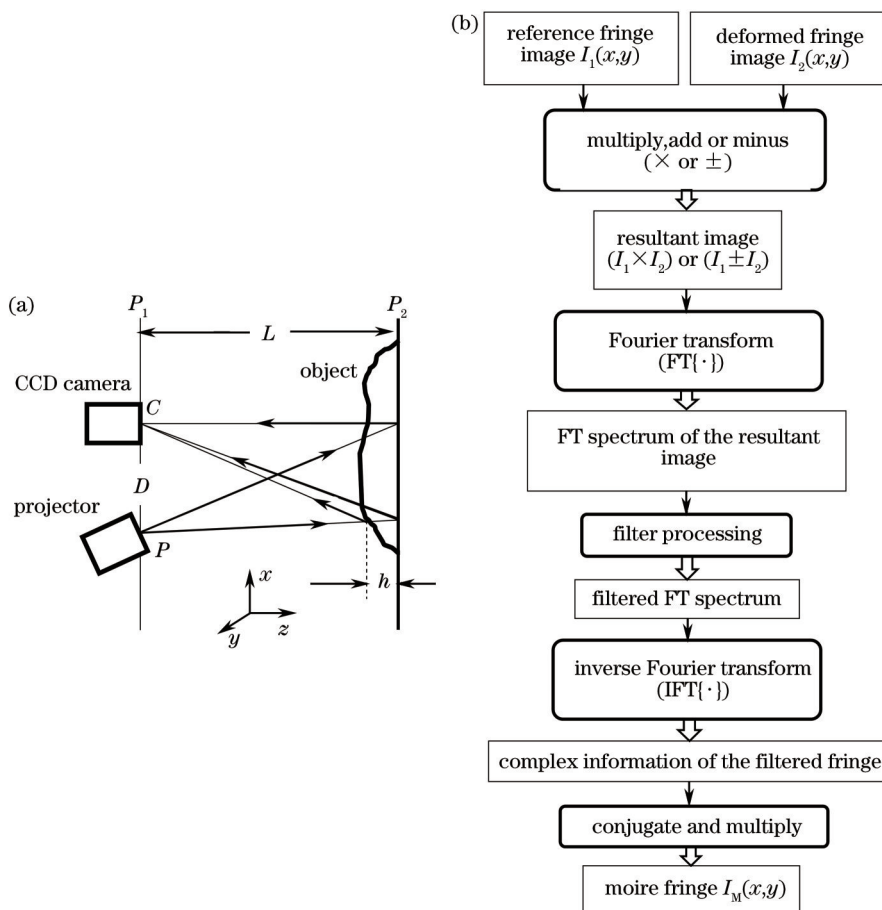 (a)
P₁
P₂
L
object
CCD camera
C
D
projector
P
h
x
y
z
(b)
reference fringe
image I₁(x,y)
deformed fringe
image I₂(x,y)
multiply,add or minus
(× or ±)
resultant image
(I₁×I₂) or (I₁±I₂)
Fourier transform
(FT{·})
FT spectrum of the resultant
image
filter processing
filtered FT spectrum
inverse Fourier transform
(IFT{·})
complex information of the filtered fringe
conjugate and multiply
moire fringe I_M(x,y)